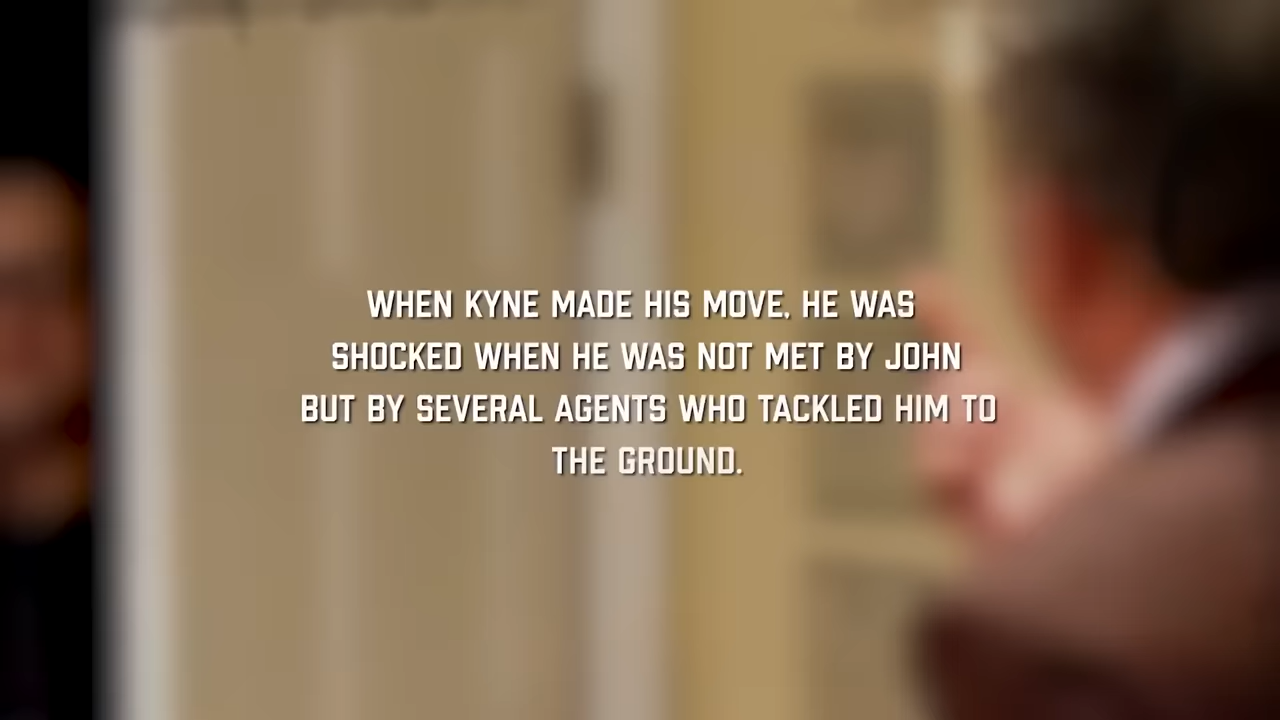 WHEN KYNE MADE HIS MOVE, HE WAS
SHOCKED WHEN HE WAS NOT MET BY JOHN
BUT BY SEVERAL AGENTS WHO TACKLED HIM TO
THE GROUND.